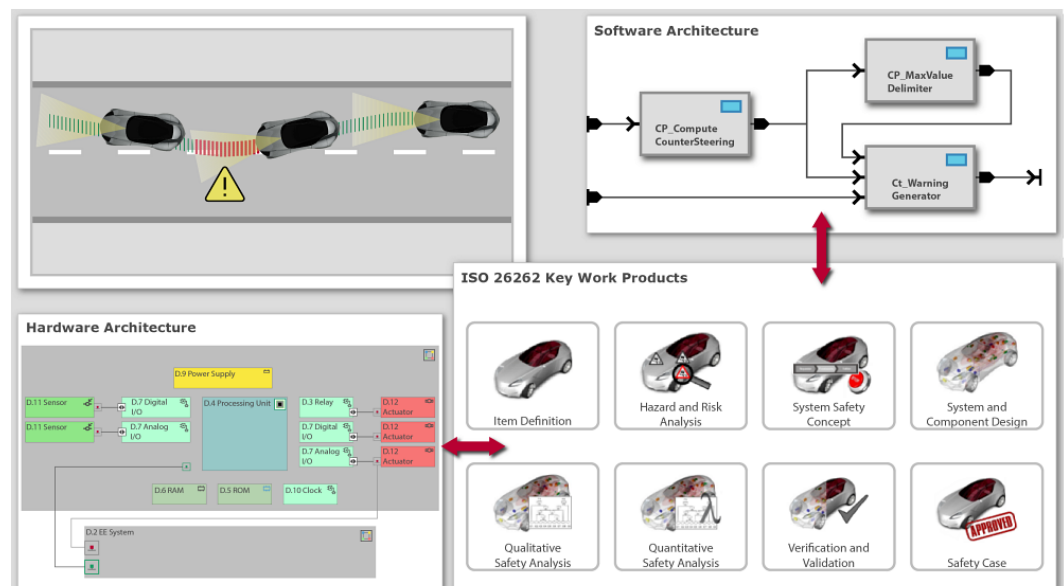 Software Architecture
CP_MaxValue
Delimiter
CP_Compute
CounterSteering
Ct_Warning
Generator
ISO 26262 Key Work Products
Item Definition
Hazard and Risk
Analysis
System Safety
Concept
System and
Component Design
Qualitative
Safety Analysis
Quantitative
Safety Analysis
Verification and
Validation
APPROVED
Safety Case
Hardware Architecture
D.9 Power Supply
D.11 Sensor
D.7 Digital
I/O
D.4 Processing Unit
D.3 Relay
D.12
Actuator
D.11 Sensor
D.7 Analog
I/O
D.7 Digital
I/O
D.12
Actuator
D.7 Analog
I/O
D.12
Actuator
D.6 RAM
D.5 ROM
D.10 Clock
D.2 EE System